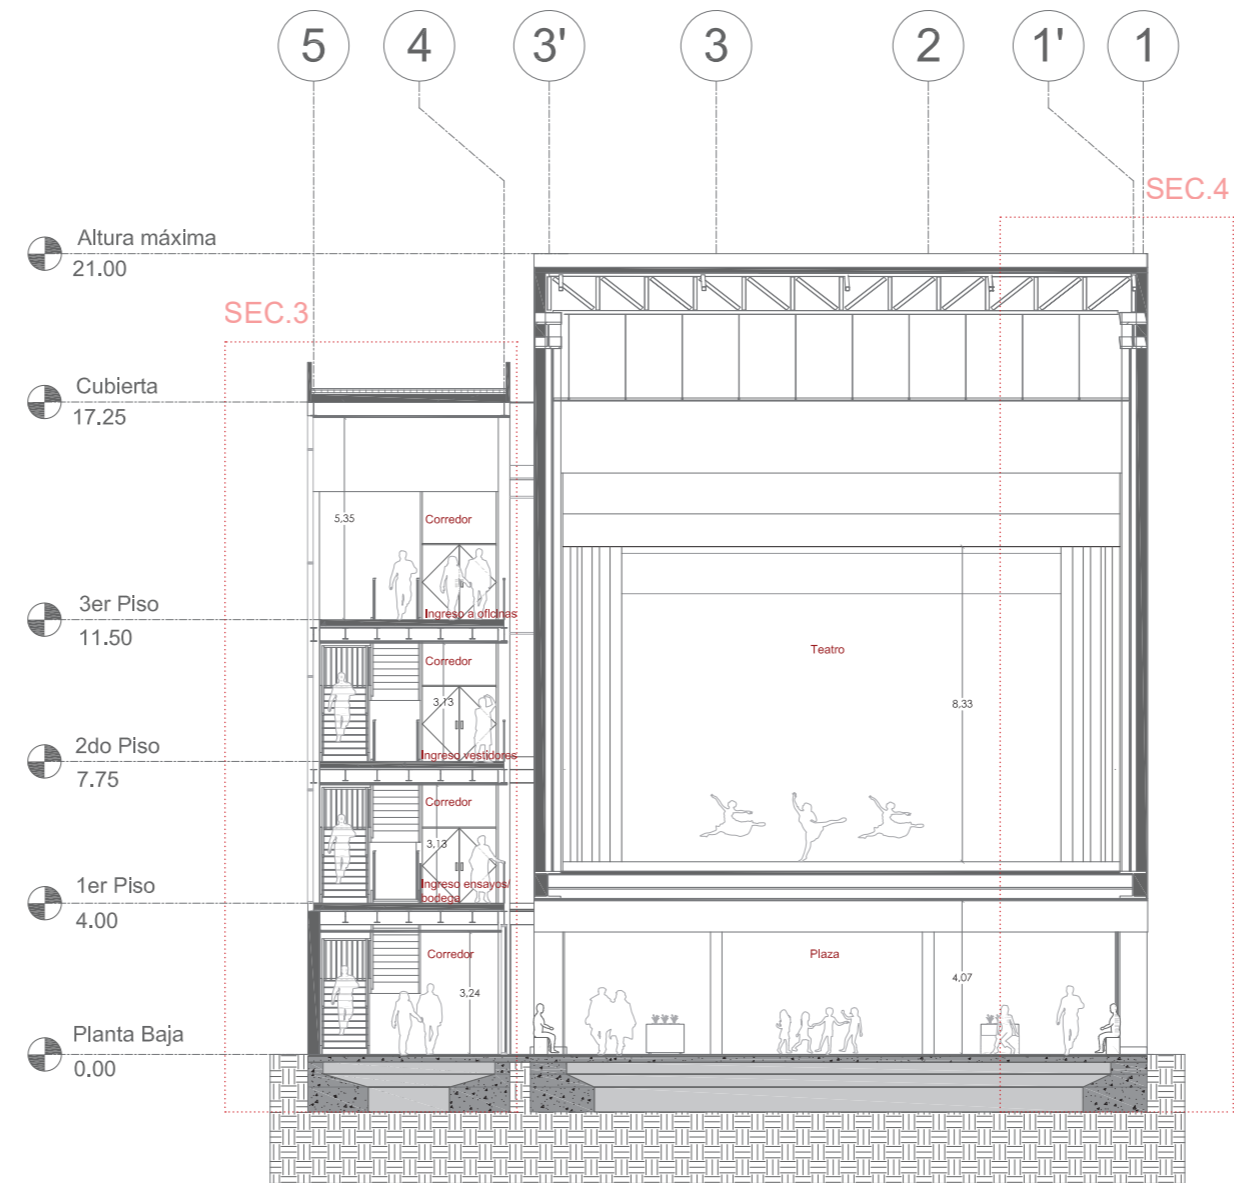 5 4 3' 3 2 1' 1
SEC.4
Altura máxima
21.00
SEC.3
Cubierta
17.25
5,35
Corredor
3er Piso
11.50
Ingreso a oficinas
Corredor
Teatro
3,13
8,33
2do Piso
7.75
Ingreso vestidores
Corredor
3,13
1er Piso
4.00
Ingreso ensayos/
bodega
Corredor
Plaza
3,24
4,07
Planta Baja
0.00